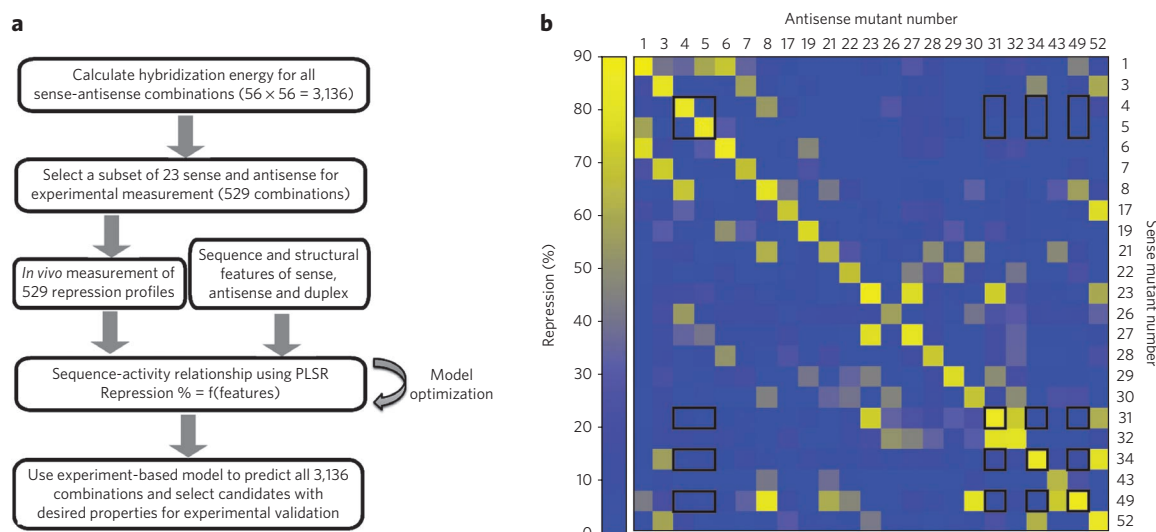 a
Calculate hybridization energy for all
sense-antisense combinations (56 × 56 = 3,136)
Select a subset of 23 sense and antisense for
experimental measurement (529 combinations)
In vivo measurement of
529 repression profiles
Sequence and structural
features of sense,
antisense and duplex
Sequence-activity relationship using PLSR
Repression % = f(features)
Model
optimization
Use experiment-based model to predict all 3,136
combinations and select candidates with
desired properties for experimental validation
b
Antisense mutant number
1 3 4 5 6 7 8 17 19 21 22 23 26 27 28 29 30 31 32 34 43 49 52
90
80
70
60
50
40
30
20
10
0
Repression (%)
1
3
4
5
6
7
8
17
19
21
22
23
26
27
28
29
30
31
32
34
43
49
52
Sense mutant number